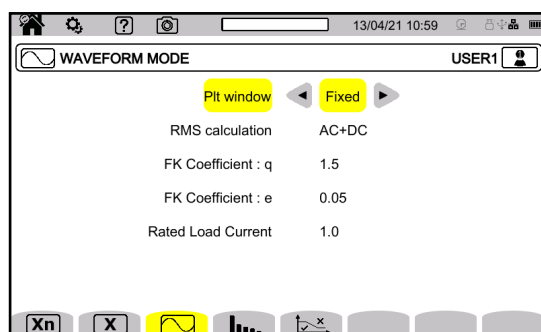 13/04/21 10:59
WAVEFORM MODE USER1
Plt window Fixed
RMS calculation AC+DC
FK Coefficient : q 1.5
FK Coefficient : e 0.05
Rated Load Current 1.0
Xn X